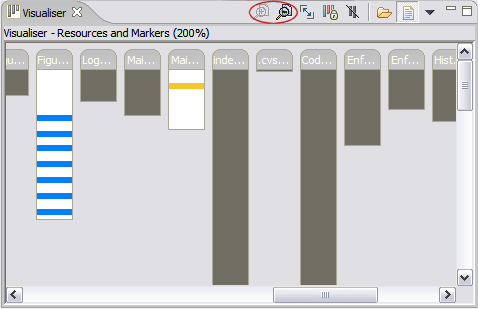 Visualiser
Visualiser - Resources and Markers (200%)
u... Figu... Log... Mai... Mai... inde... .cvs... Cod... Enf... Enf... Hist.